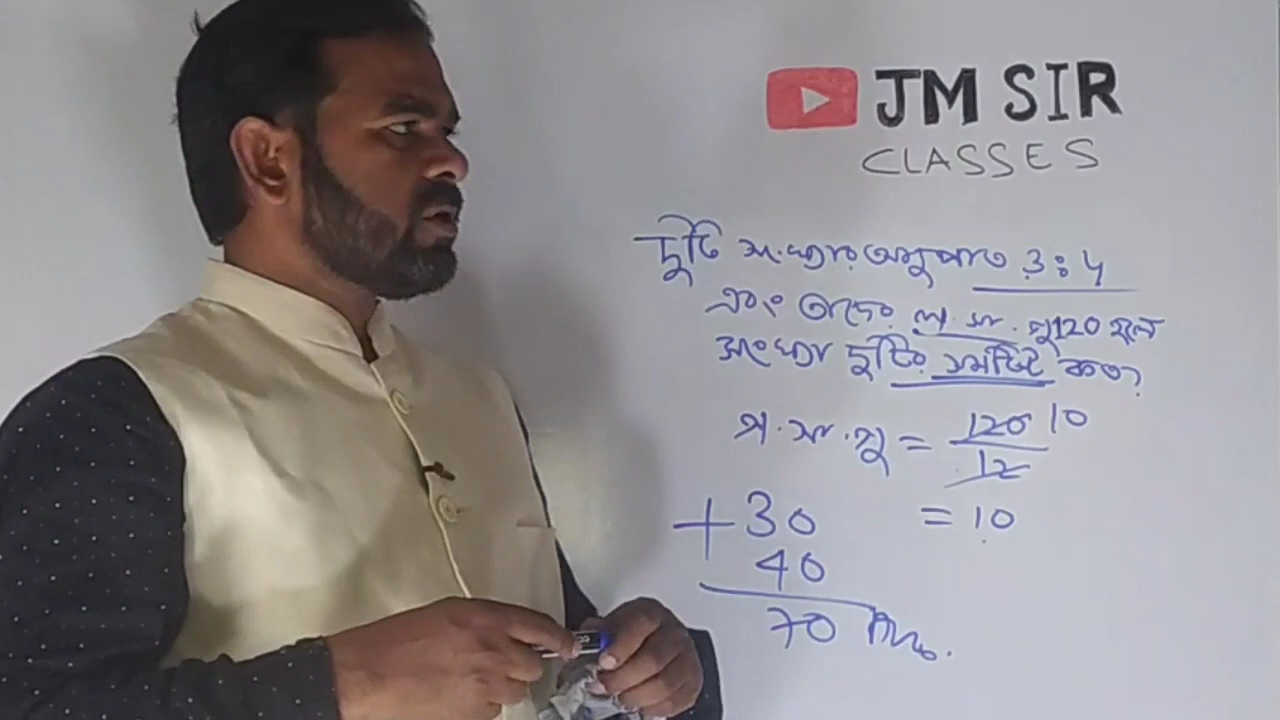 JM SIR
CLASSES
দুটি সংখ্যার অনুপাত 3:4
এবং তাদের ল.সা.গু 120 হলে
সংখ্যা দুটির সমষ্টি কত?
গ.সা.গু = 120/12 10
= 10
+30
40
70 Ans.